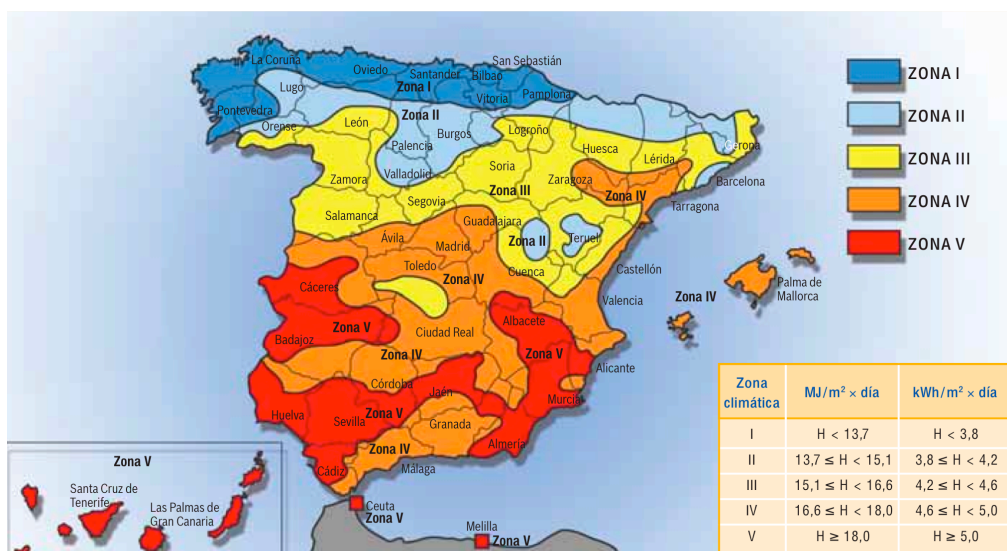 La Coruña
Oviedo
Santander
San Sebastián
Bilbao
Lugo
Zona I
Vitoria
Pamplona
Pontevedra
Orense
León
Zona II
Burgos
Palencia
Logroño
Valladolid
Soria
Huesca
Lérida
Gerona
Zamora
Zaragoza
Barcelona
Segovia
Zona III
Zona IV
Tarragona
Salamanca
Guadalajara
Ávila
Madrid
Zona II
Teruel
Toledo
Cuenca
Castellón
Zona IV
Cáceres
Valencia
Zona IV
Palma de
Mallorca
Albacete
Zona V
Ciudad Real
Badajoz
Zona IV
Zona V
Alicante
Córdoba
Jaén
Murcia
Huelva
Sevilla
Zona V
Granada
Almería
Zona IV
Cádiz
Málaga
Ceuta
Zona V
Melilla
Zona V
Zona V
Santa Cruz de
Tenerife
Las Palmas de
Gran Canaria
ZONA I
ZONA II
ZONA III
ZONA IV
ZONA V
Zona climática MJ/m² × día kWh/m² × día
I H < 13,7 H < 3,8
II 13,7 ≤ H < 15,1 3,8 ≤ H < 4,2
III 15,1 ≤ H < 16,6 4,2 ≤ H < 4,6
IV 16,6 ≤ H < 18,0 4,6 ≤ H < 5,0
V H ≥ 18,0 H ≥ 5,0